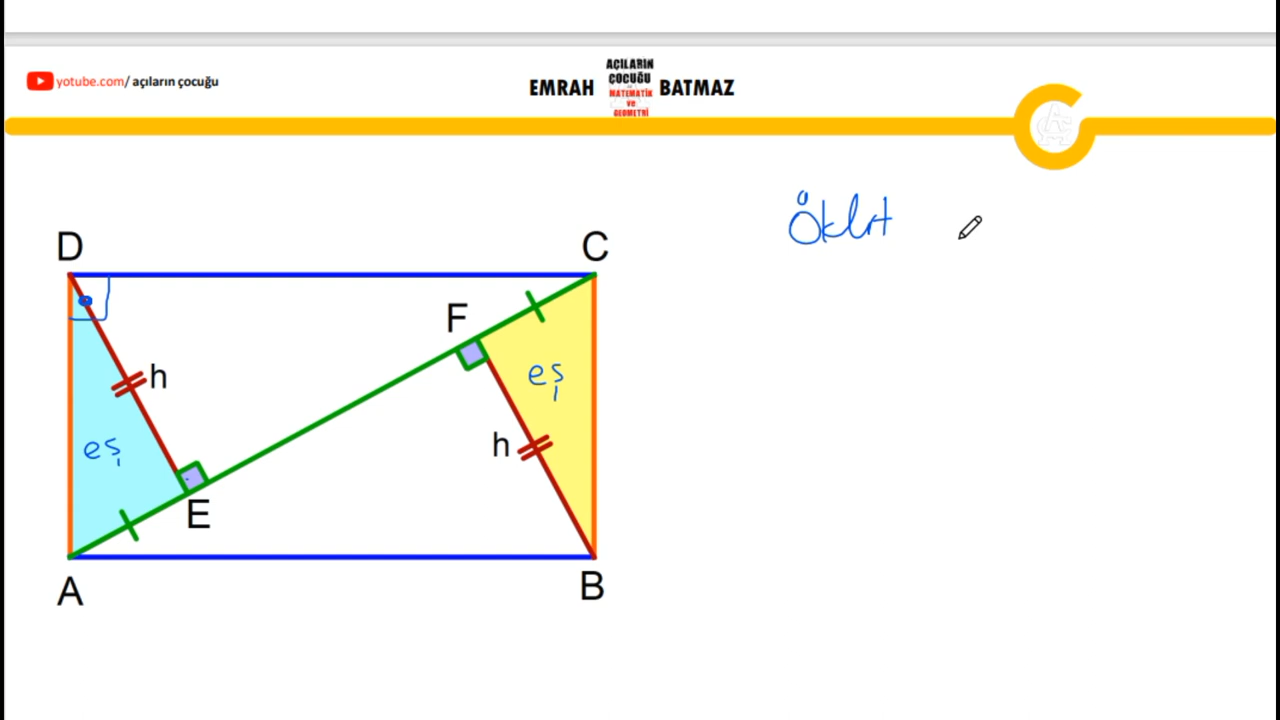 yotube.com/ açıların çocuğu
EMRAH
AÇILARIN
ÇOCUĞU
MATEMATİK
ve
GEOMETRİ
BATMAZ
Öklit
D
C
F
h
eş
eş
h
E
A
B